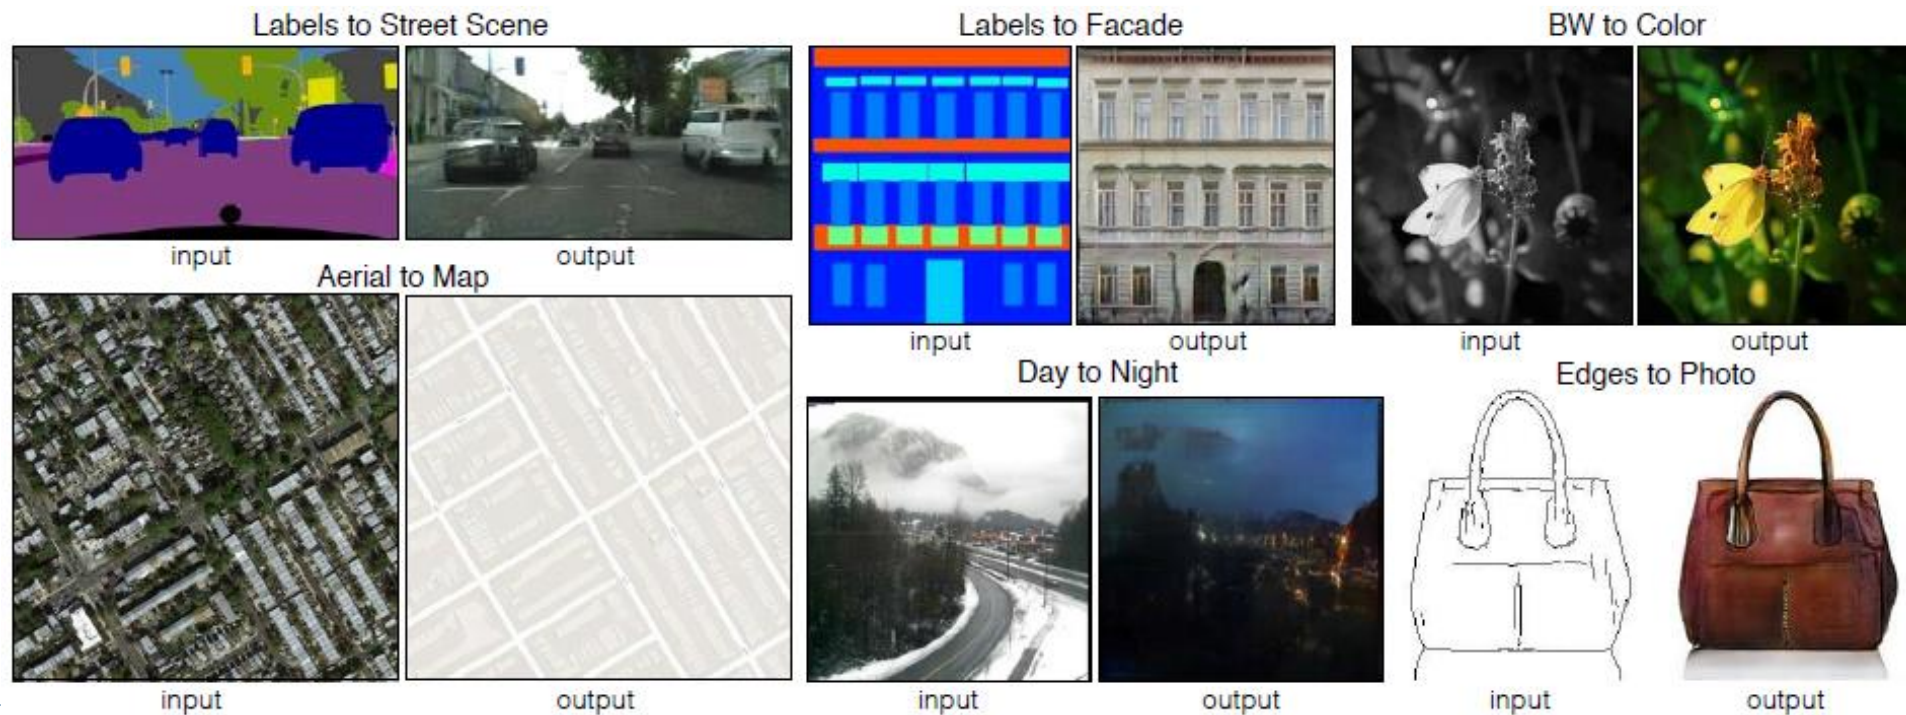 Labels to Street Scene
input
output
Aerial to Map
input
output
Labels to Facade
input
output
BW to Color
input
output
Day to Night
input
output
Edges to Photo
input
output